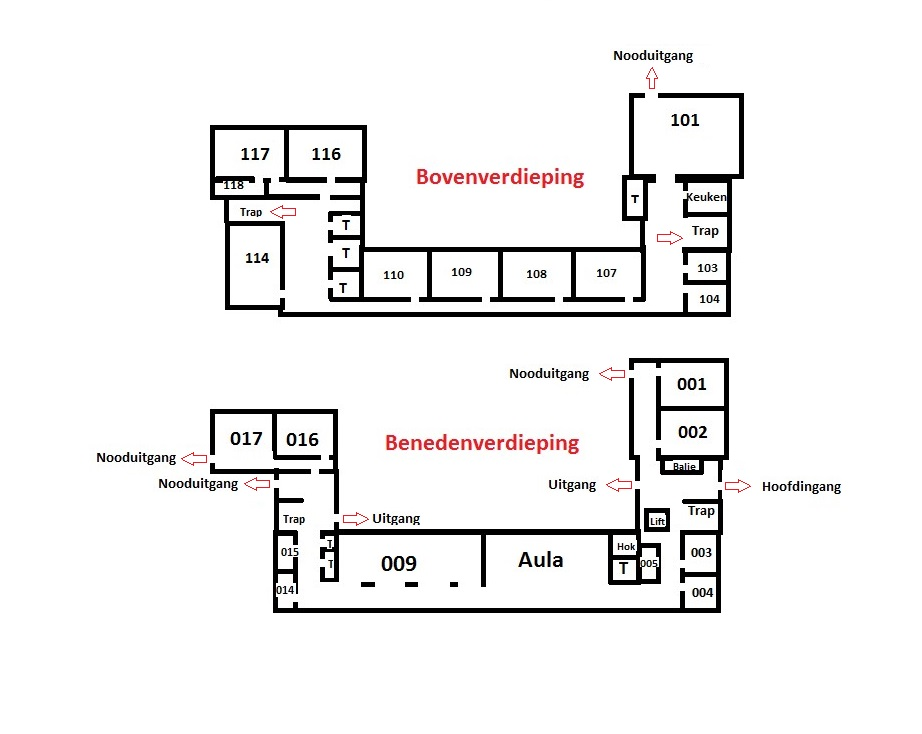 Nooduitgang
101
117
116
Bovenverdieping
118
T
Keuken
Trap
T
Trap
114
T
110
109
108
107
103
T
104
Nooduitgang
001
002
017
016
Benedenverdieping
Nooduitgang
Balie
Nooduitgang
Uitgang
Hoofdingang
Trap
Uitgang
Lift
Trap
T
Hok
015
009
Aula
003
T
T
005
014
004